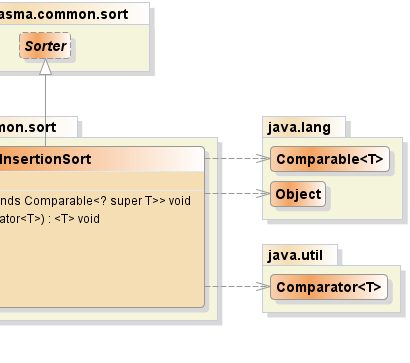 asma.common.sort
Sorter
mon.sort
InsertionSort
nds Comparable<? super T>> void
ator<T>) : <T> void
java.lang
Comparable<T>
Object
java.util
Comparator<T>